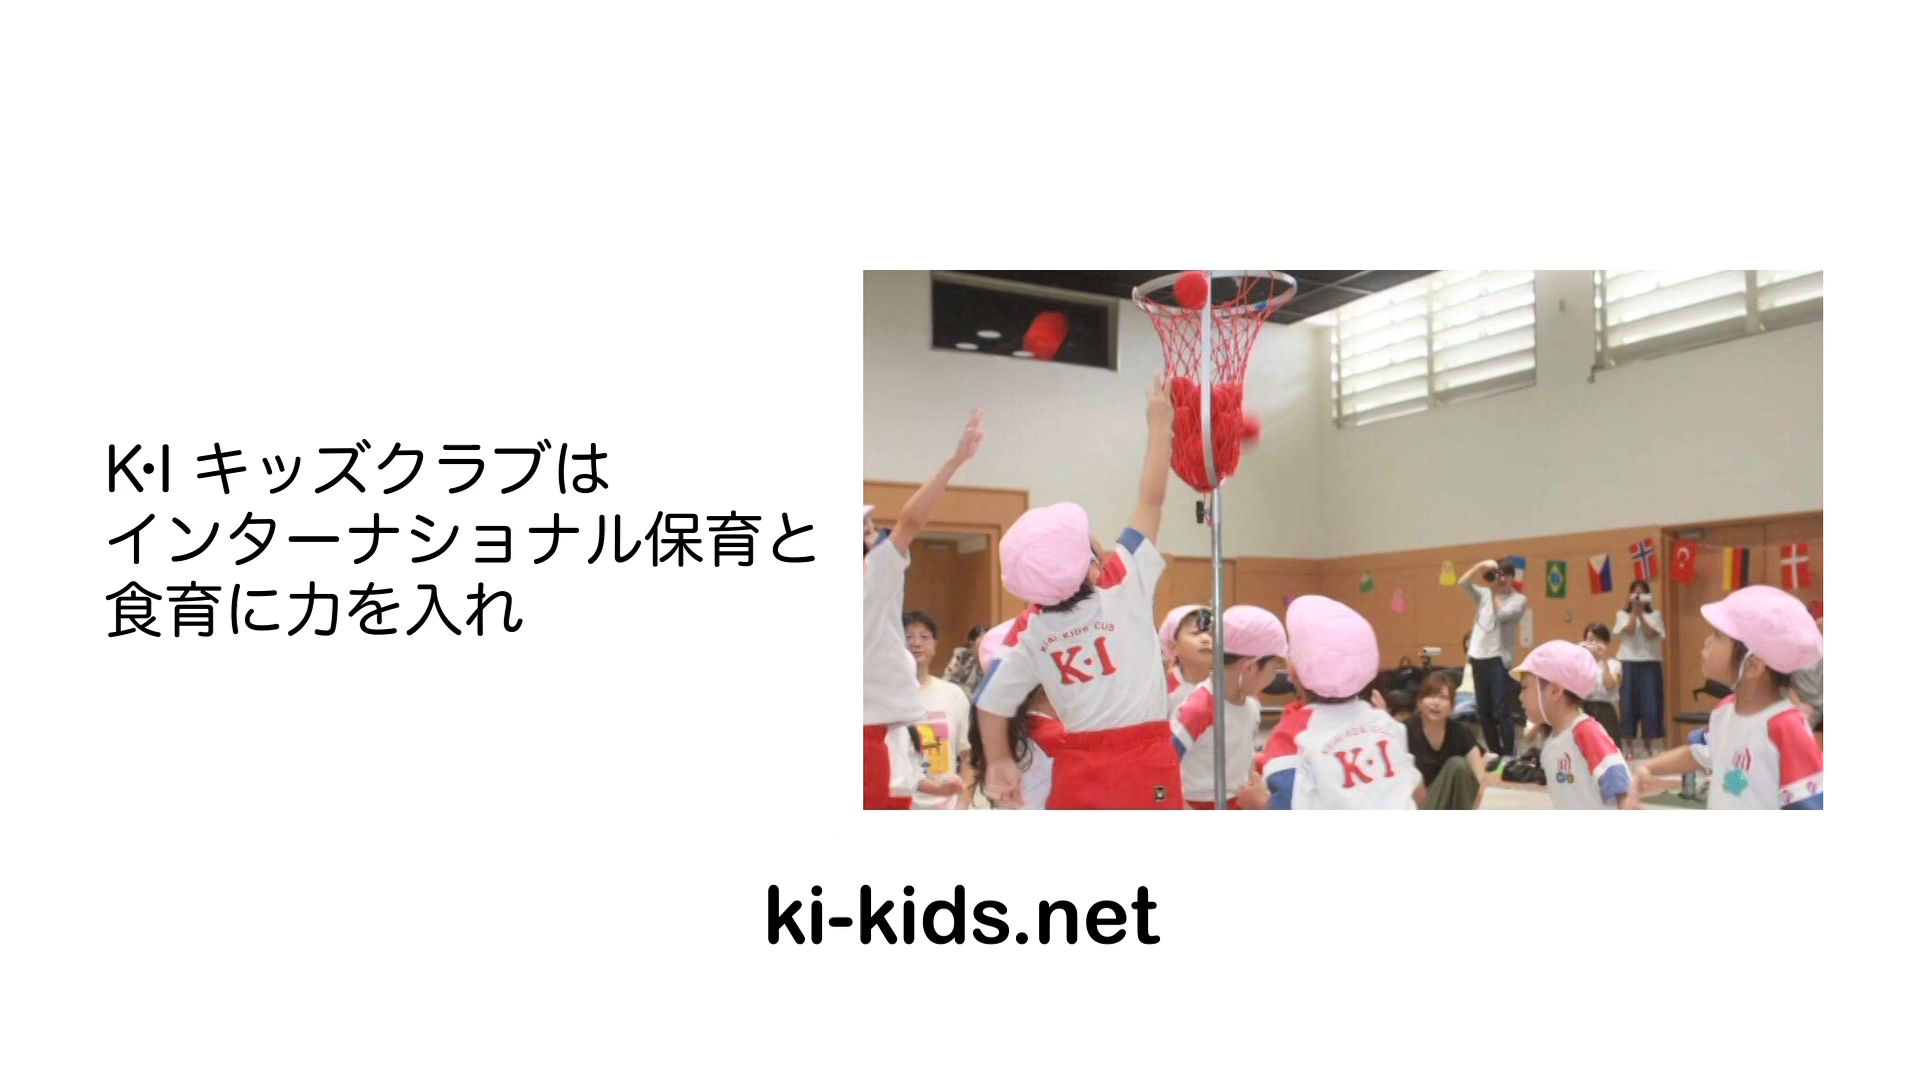 K·I キッズクラブは
インターナショナル保育と
食育に力を入れ
K·I
K·I
ki-kids.net